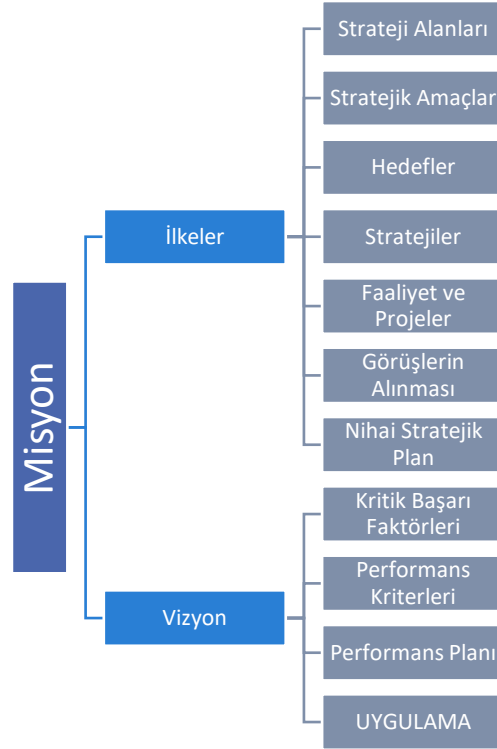 Misyon
İlkeler
Strateji Alanları
Stratejik Amaçlar
Hedefler
Stratejiler
Faaliyet ve
Projeler
Görüşlerin
Alınması
Nihai Stratejik
Plan
Vizyon
Kritik Başarı
Faktörleri
Performans
Kriterleri
Performans Planı
UYGULAMA